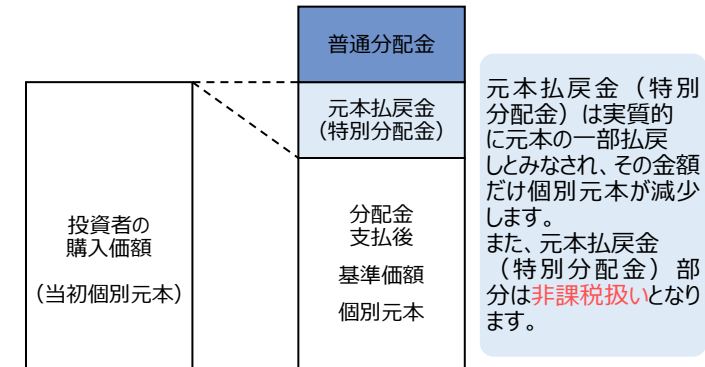 普通分配金
元本払戻金
（特別分配金）
投資者の
購入価額
（当初個別元本）
分配金
支払後
基準価額
個別元本
元本払戻金（特別
分配金）は実質的
に元本の一部払戻
しとみなされ、その金額
だけ個別元本が減少
します。
また、元本払戻金
（特別分配金）部
分は非課税扱いとなり
ます。